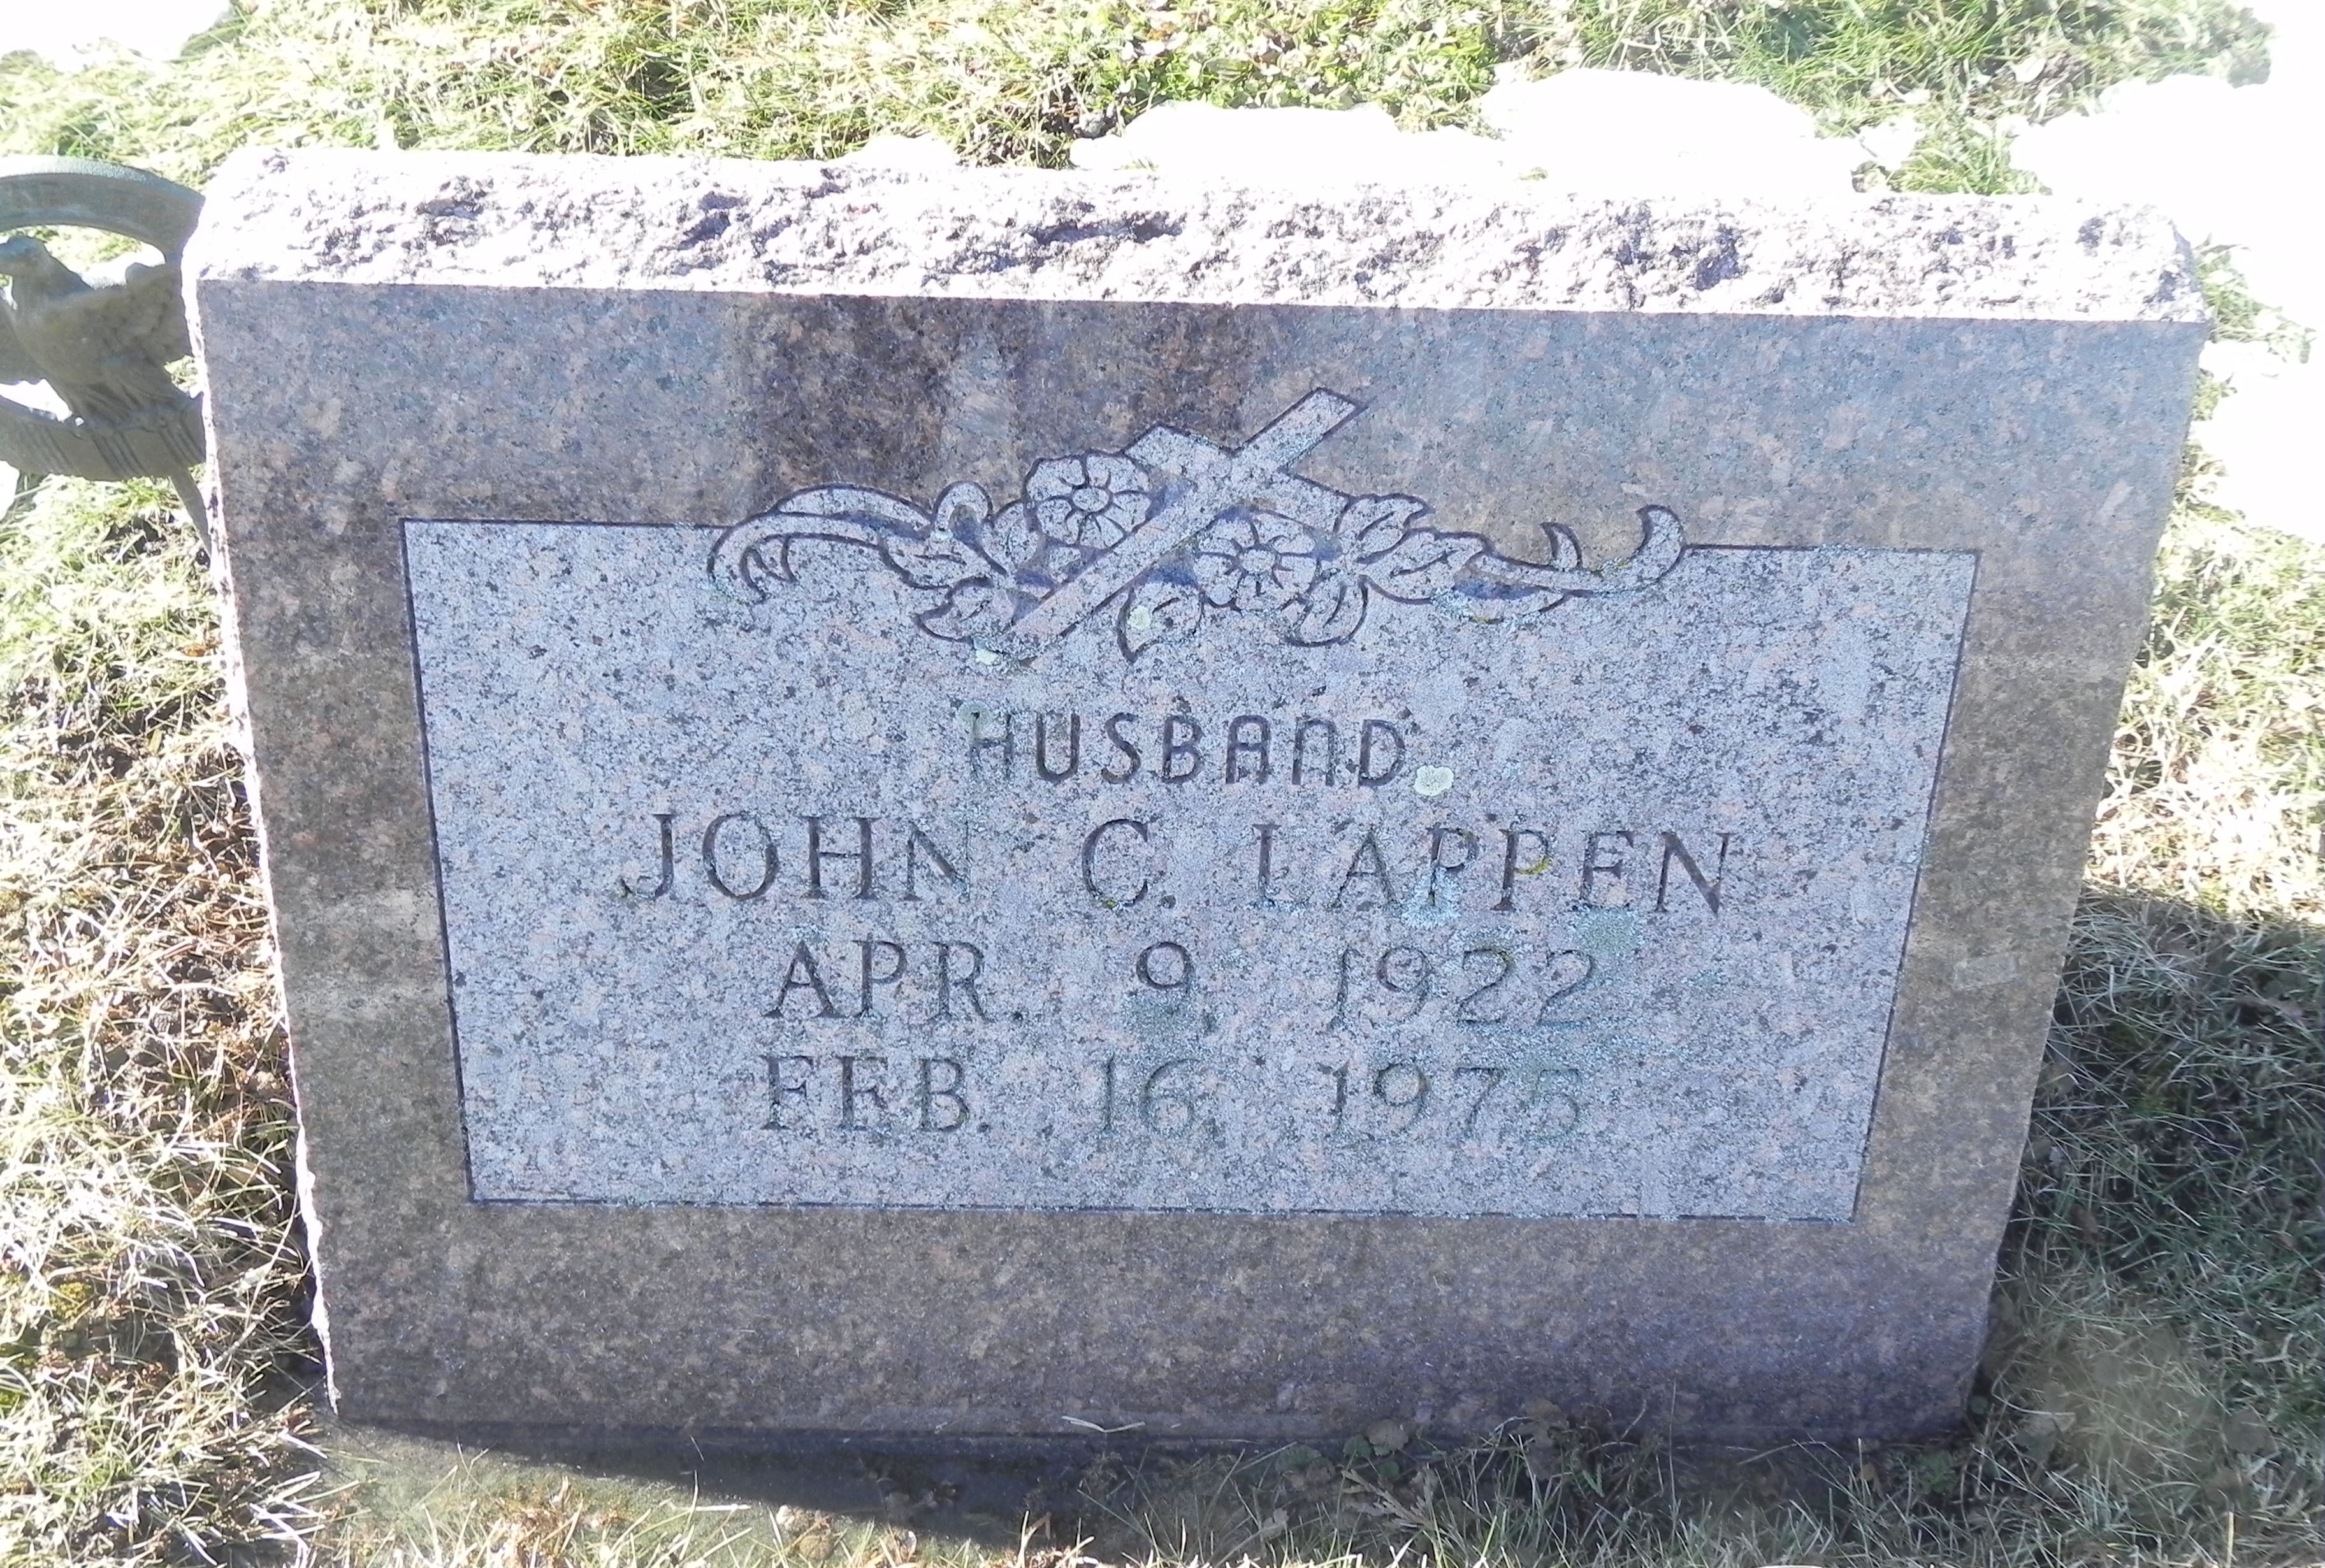 HUSBAND
JOHN C. LAPPEN
APR. 9, 1922
FEB. 16, 1975